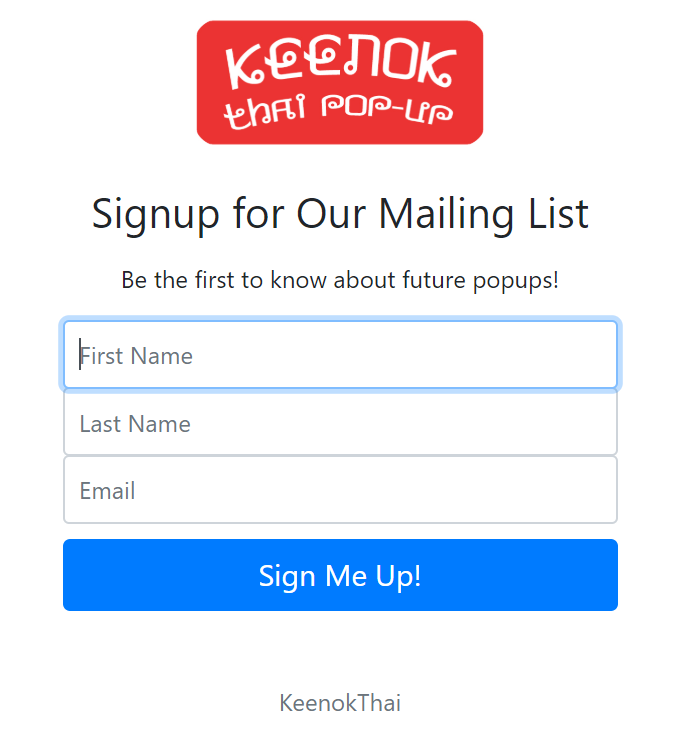 KEENOK
THAI POP-UP
Signup for Our Mailing List
Be the first to know about future popups!
First Name
Last Name
Email
Sign Me Up!
KeenokThai